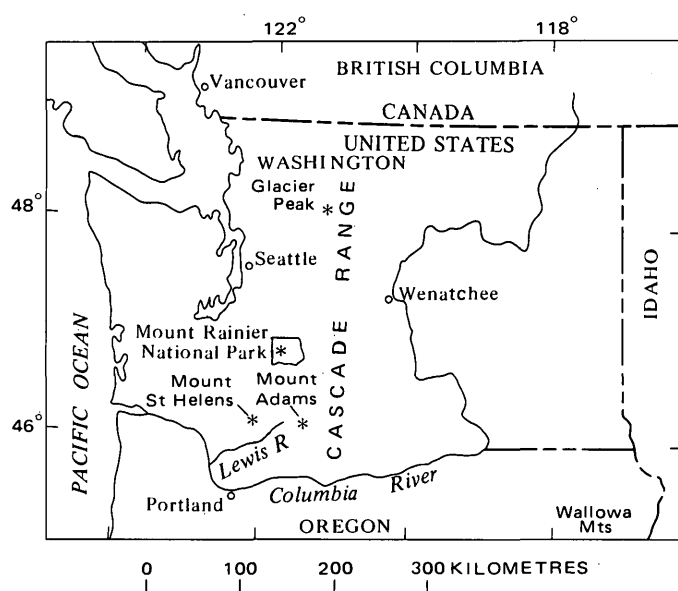 122°
118°
Vancouver
BRITISH COLUMBIA
CANADA
UNITED STATES
WASHINGTON
Glacier
Peak
48°
CASCADE RANGE
Seattle
Wenatchee
IDAHO
Mount Rainier
National Park
PACIFIC OCEAN
Mount
St Helens
Mount
Adams
46°
Lewis R
Columbia River
Portland
OREGON
Wallowa
Mts
0 100 200 300 KILOMETRES